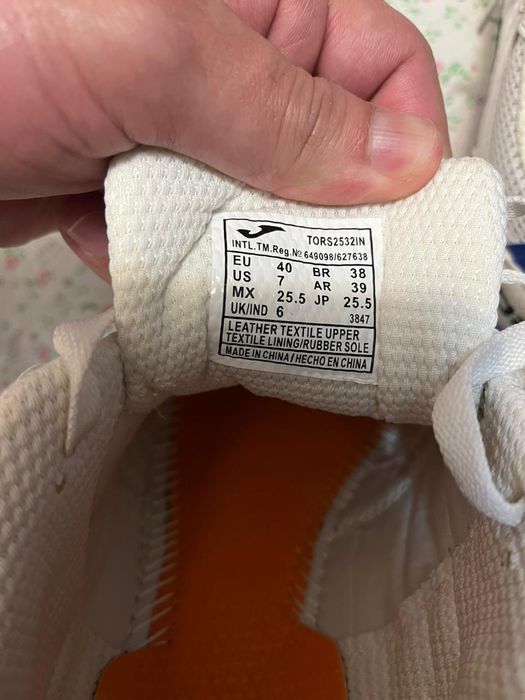 TORS2532IN
INTL.TM.Reg.Nº 649098/627638
EU 40 BR 38
US 7 AR 39
MX 25.5 JP 25.5
UK/IND 6 3847
LEATHER TEXTILE UPPER
TEXTILE LINING/RUBBER SOLE
MADE IN CHINA/HECHO EN CHINA